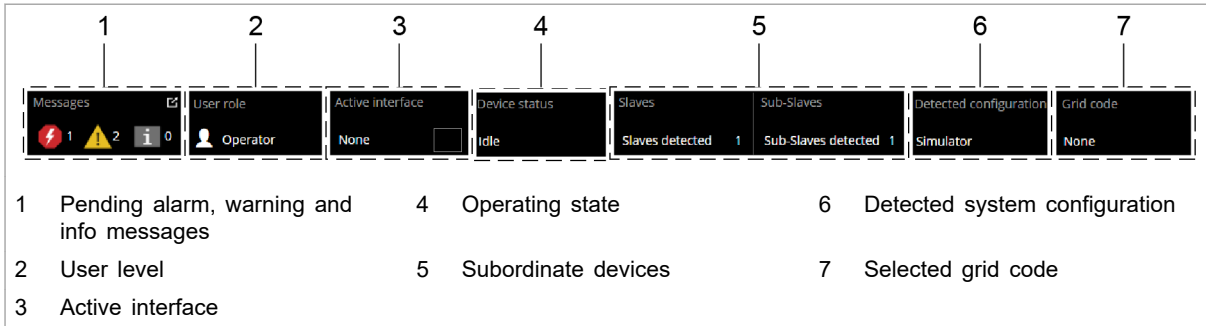 1 2 3 4 5 6 7
Messages User role Active interface Device status Slaves Sub-Slaves Detected configuration Grid code
1 2 i 0 Operator None Idle Slaves detected 1 Sub-Slaves detected 1 Simulator None
1 Pending alarm, warning and
info messages
2 User level
3 Active interface
4 Operating state
5 Subordinate devices
6 Detected system configuration
7 Selected grid code